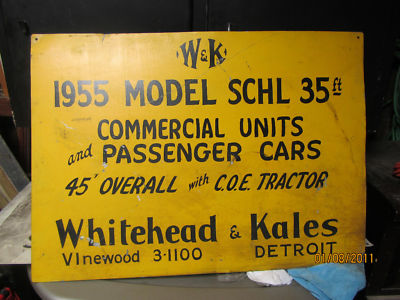 W&K
1955 MODEL SCHL 35ft
COMMERCIAL UNITS
and PASSENGER CARS
45' OVERALL with C.O.E. TRACTOR
Whitehead & Kales
VInewood 3-1100 DETROIT
01/08/2011